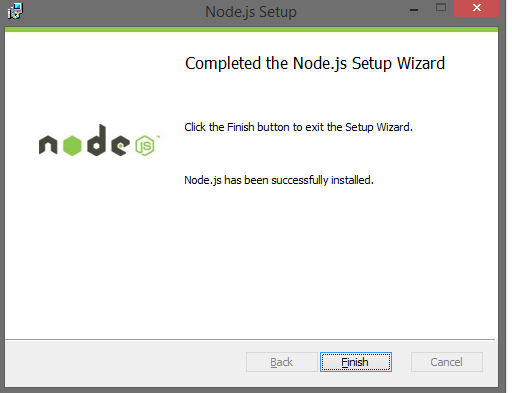 Node.js Setup
Completed the Node.js Setup Wizard
Click the Finish button to exit the Setup Wizard.
node JS™
Node.js has been successfully installed.
Back
Finish
Cancel